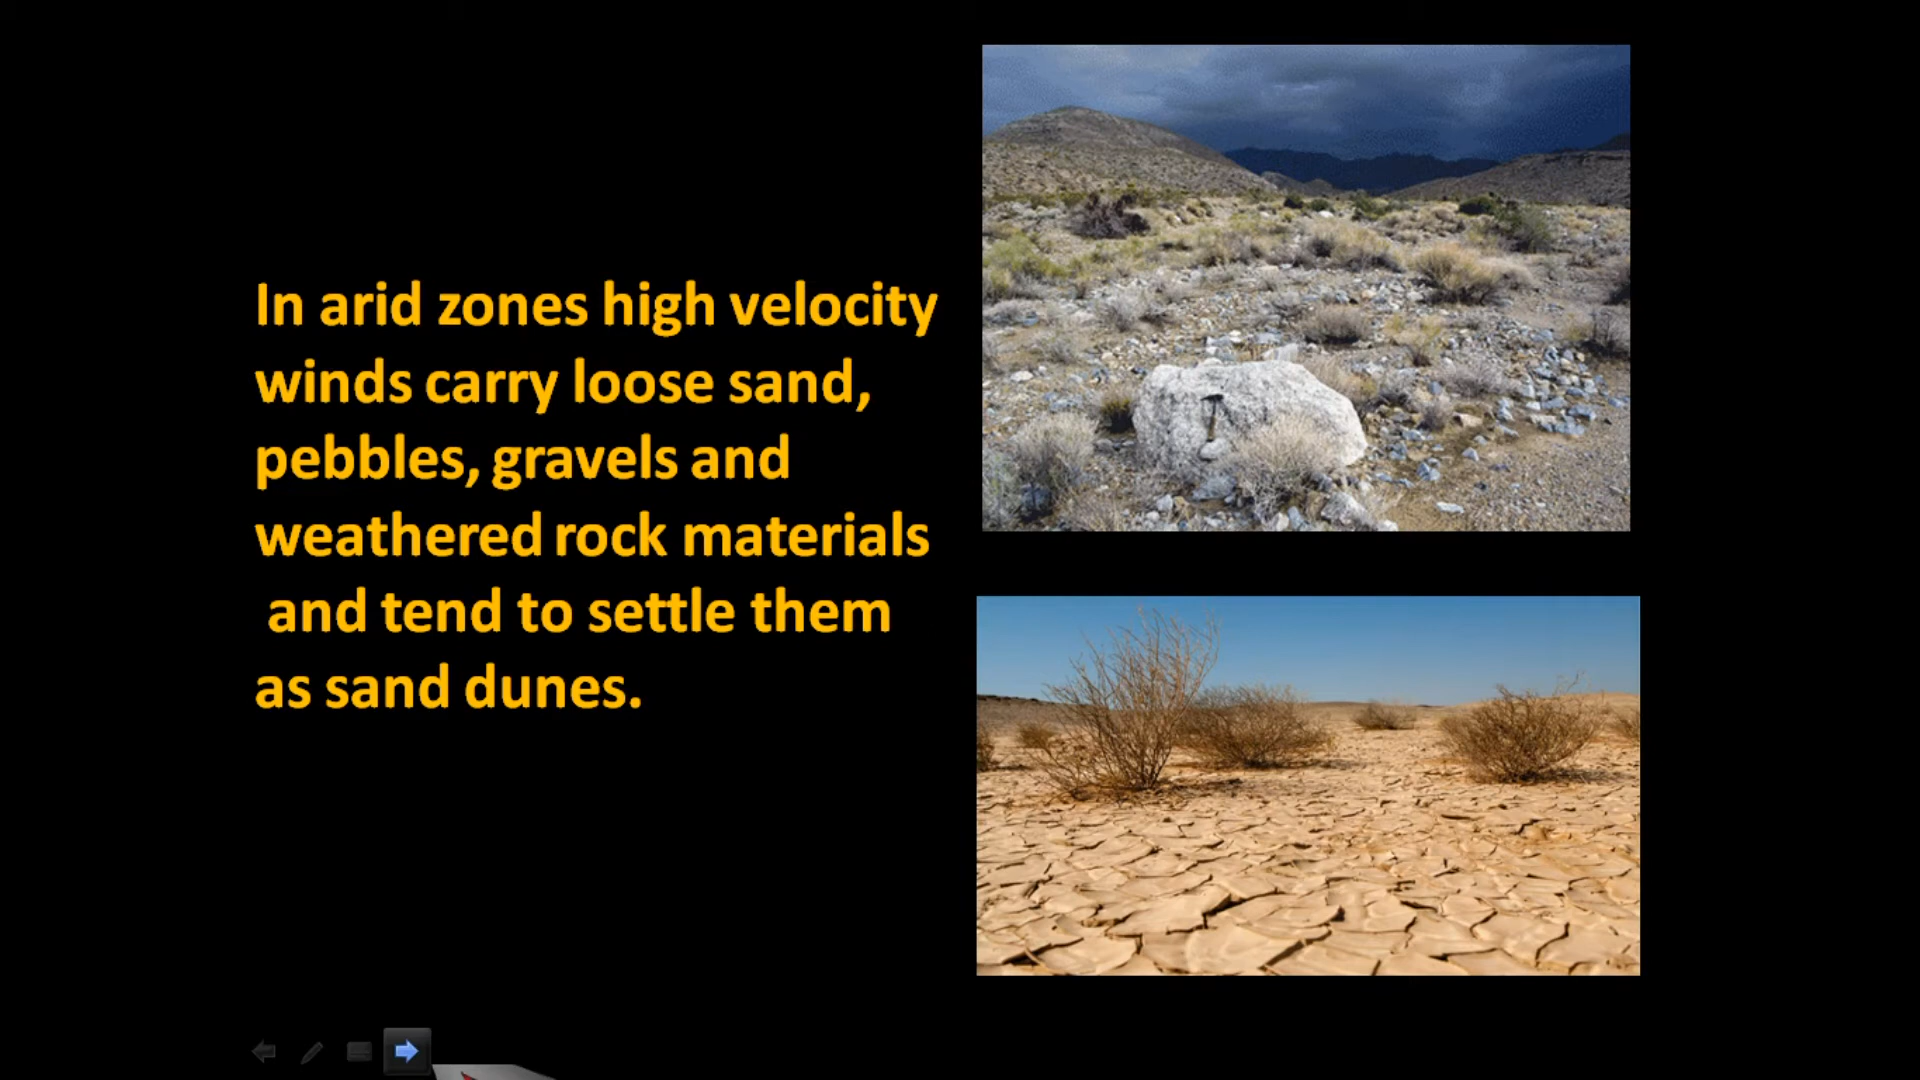 In arid zones high velocity
winds carry loose sand,
pebbles, gravels and
weathered rock materials
and tend to settle them
as sand dunes.